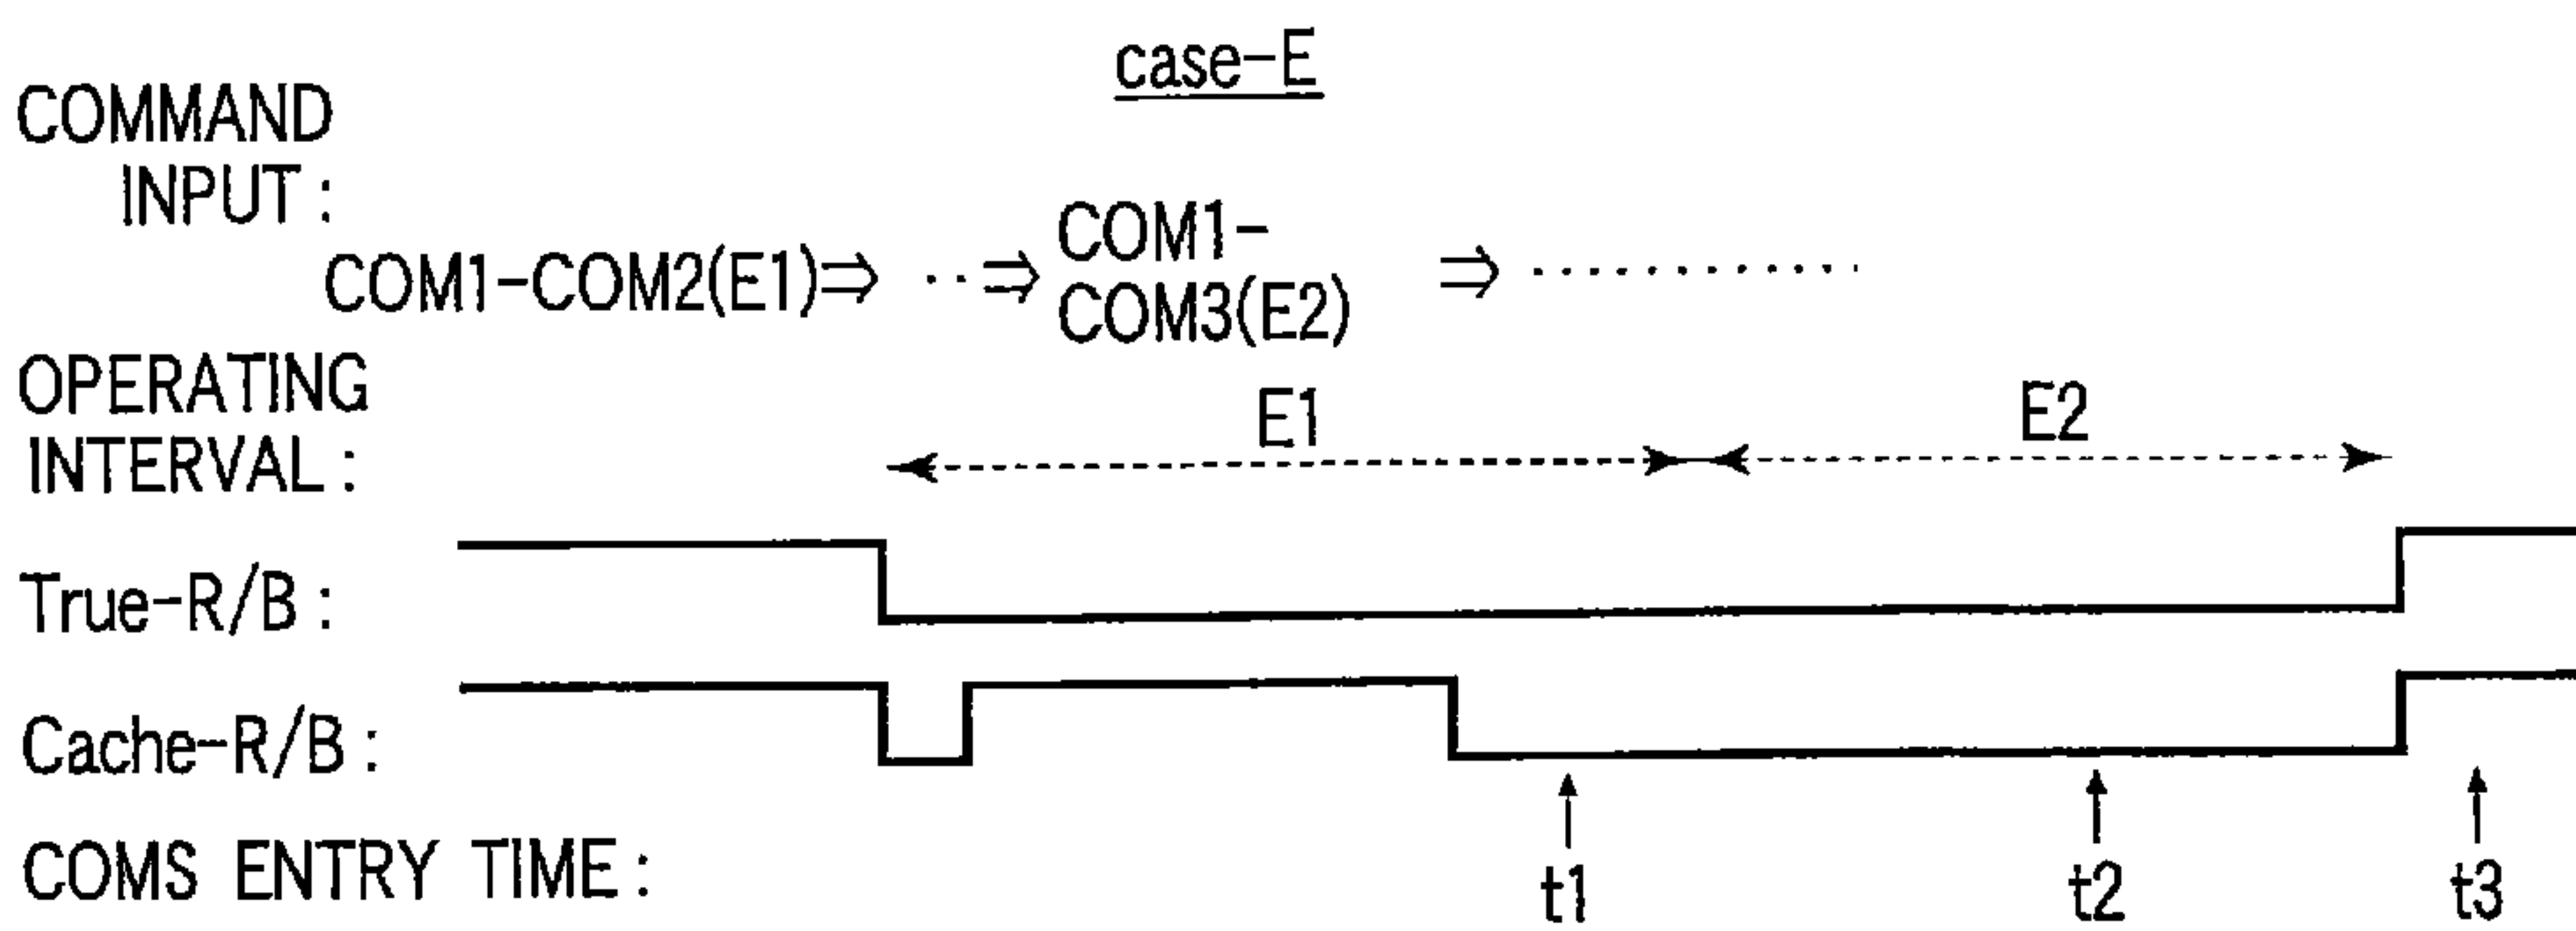 case-E
COMMAND
INPUT :
COM1-COM2(E1)⇒ ··⇒ COM1-
COM3(E2) ⇒ ············
OPERATING
INTERVAL :
E1
E2
True-R/B :
Cache-R/B :
COMS ENTRY TIME :
t1
t2
t3